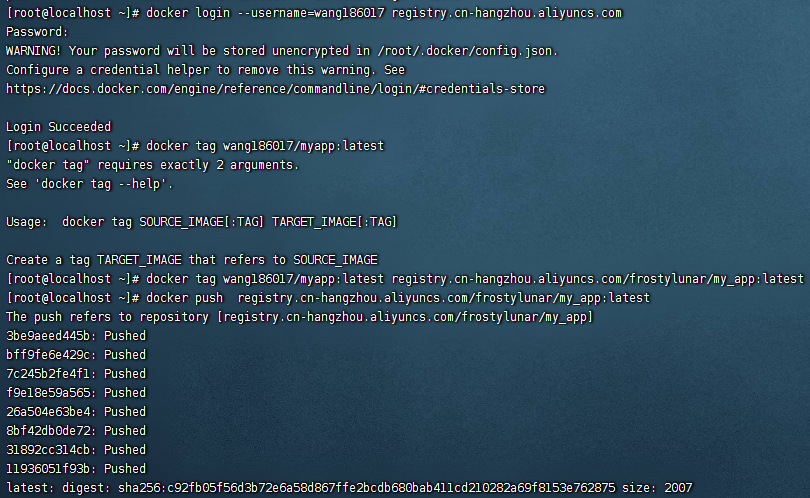 [root@localhost ~]# docker login --username=wang186017 registry.cn-hangzhou.aliyuncs.com
Password:
WARNING! Your password will be stored unencrypted in /root/.docker/config.json.
Configure a credential helper to remove this warning. See
https://docs.docker.com/engine/reference/commandline/login/#credentials-store
Login Succeeded
[root@localhost ~]# docker tag wang186017/myapp:latest
"docker tag" requires exactly 2 arguments.
See 'docker tag --help'.
Usage:  docker tag SOURCE_IMAGE[:TAG] TARGET_IMAGE[:TAG]
Create a tag TARGET_IMAGE that refers to SOURCE_IMAGE
[root@localhost ~]# docker tag wang186017/myapp:latest registry.cn-hangzhou.aliyuncs.com/frostylunar/my_app:latest
[root@localhost ~]# docker push  registry.cn-hangzhou.aliyuncs.com/frostylunar/my_app:latest
The push refers to repository [registry.cn-hangzhou.aliyuncs.com/frostylunar/my_app]
3be9aeed445b: Pushed
bff9fe6e429c: Pushed
7c245b2fe4f1: Pushed
f9e18e59a565: Pushed
26a504e63be4: Pushed
8bf42db0de72: Pushed
31892cc314cb: Pushed
11936051f93b: Pushed
latest: digest: sha256:c92fb05f56d3b72e6a58d867ffe2bcdb680bab411cd210282a69f8153e762875 size: 2007